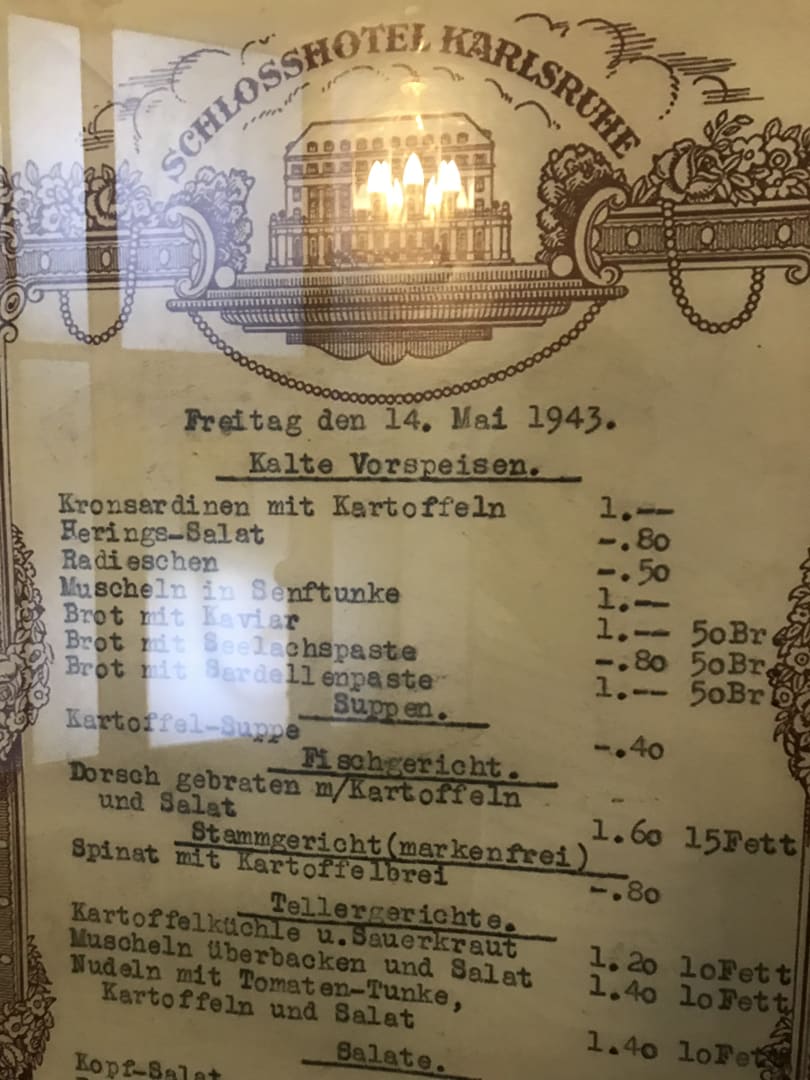 SCHLOSSHOTEL KARLSRUHE
Freitag den 14. Mai 1943.
Kalte Vorspeisen.
Kronsardinen mit Kartoffeln 1.--
Herings-Salat -.80
Radieschen -.50
Muscheln in Senftunke 1.--
Brot mit Kaviar 1.-- 50Br
Brot mit Seelachspaste -.80 50Br
Brot mit Sardellenpaste 1.-- 50Br
Suppen.
Kartoffel-Suppe -.40
Fischgericht.
Dorsch gebraten m/Kartoffeln
und Salat 1.60 15Fett
Stammgericht(markenfrei)
Spinat mit Kartoffelbrei -.80
Tellergerichte.
Kartoffelküchle u.Sauerkraut 1.20 10Fett
Muscheln überbacken und Salat 1.40 10Fett
Nudeln mit Tomaten-Tunke,
Kartoffeln und Salat 1.40 10Fett
Salate.
Kopf-Salat